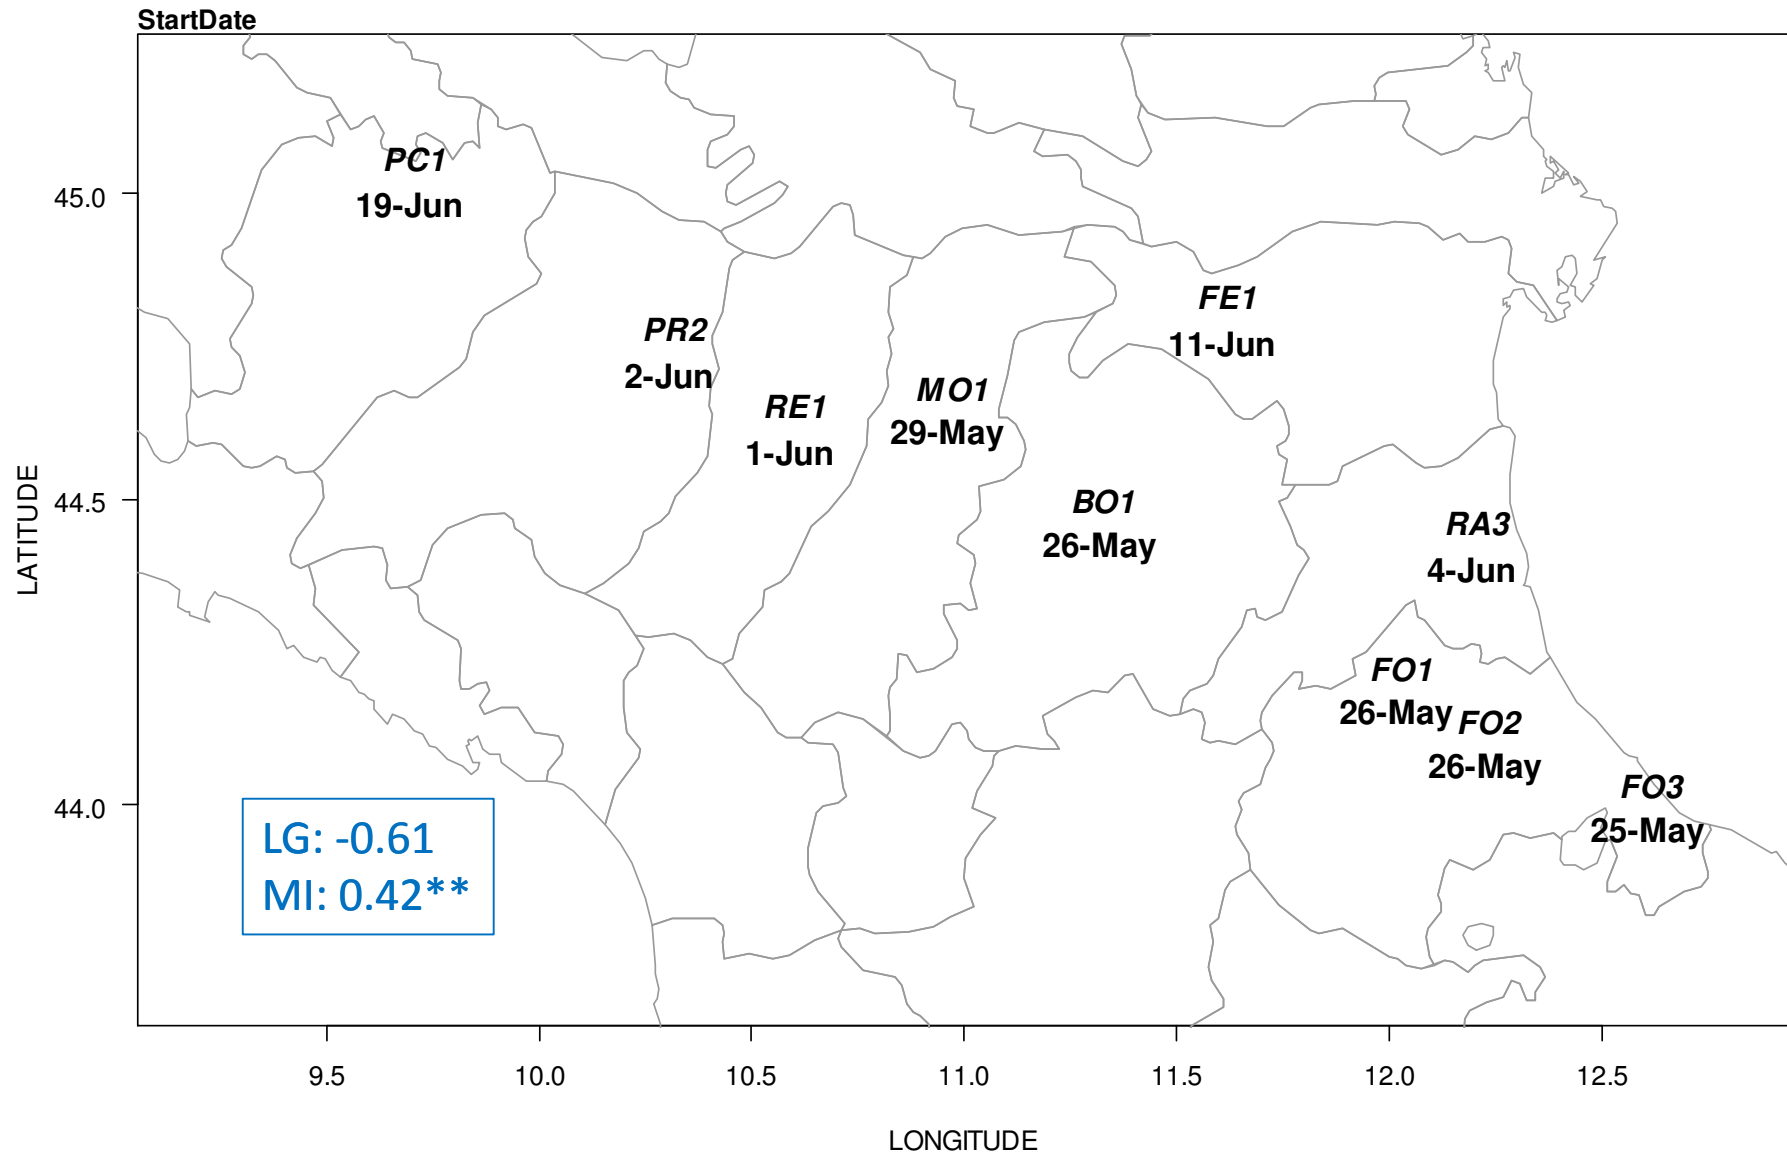 StartDate
PC1
19-Jun
45.0
FE1
11-Jun
PR2
2-Jun
MO1
29-May
RE1
1-Jun
44.5
BO1
26-May
RA3
4-Jun
LATITUDE
FO1
26-May
FO2
26-May
FO3
25-May
44.0
LG: -0.61
MI: 0.42**
9.5 10.0 10.5 11.0 11.5 12.0 12.5
LONGITUDE